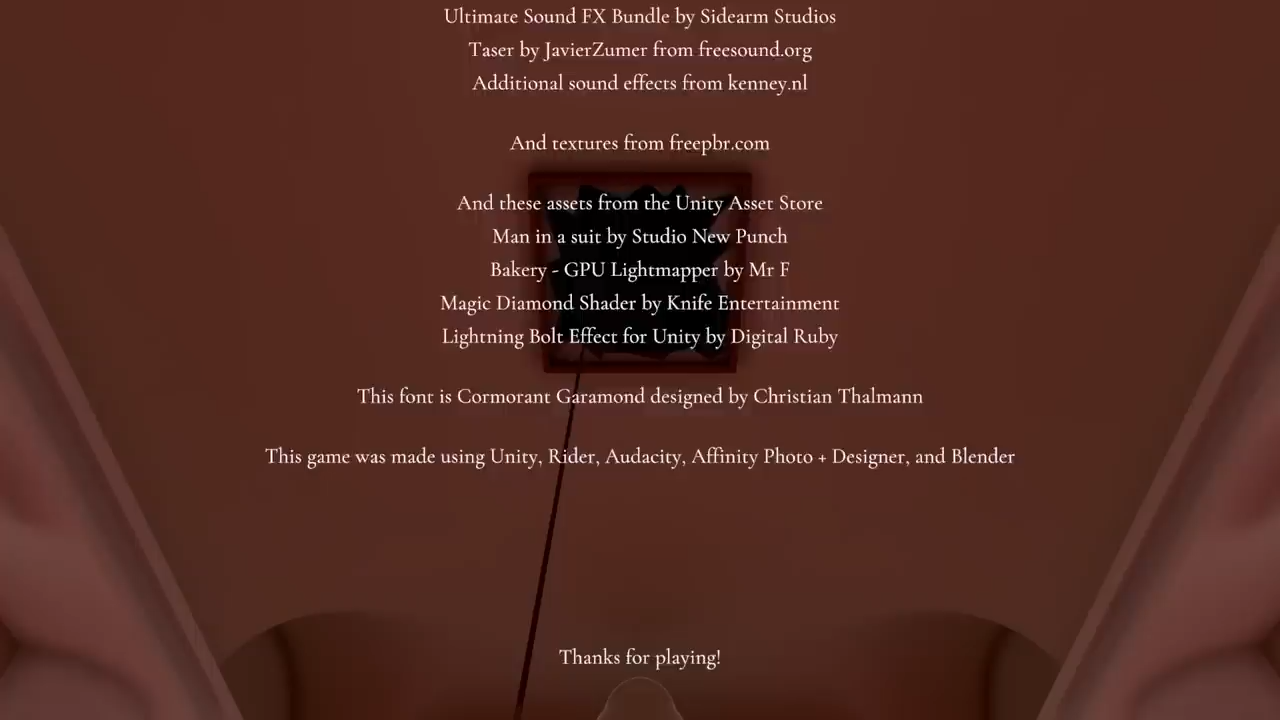 Ultimate Sound FX Bundle by Sidearm Studios
Taser by JavierZumer from freesound.org
Additional sound effects from kenney.nl
And textures from freepbr.com
And these assets from the Unity Asset Store
Man in a suit by Studio New Punch
Bakery - GPU Lightmapper by Mr F
Magic Diamond Shader by Knife Entertainment
Lightning Bolt Effect for Unity by Digital Ruby
This font is Cormorant Garamond designed by Christian Thalmann
This game was made using Unity, Rider, Audacity, Affinity Photo + Designer, and Blender
Thanks for playing!